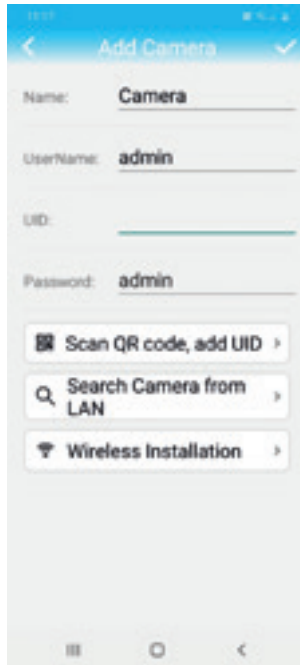 Add Camera
Name: Camera
UserName: admin
UID:
Password: admin
Scan QR code, add UID
Search Camera from
LAN
Wireless Installation